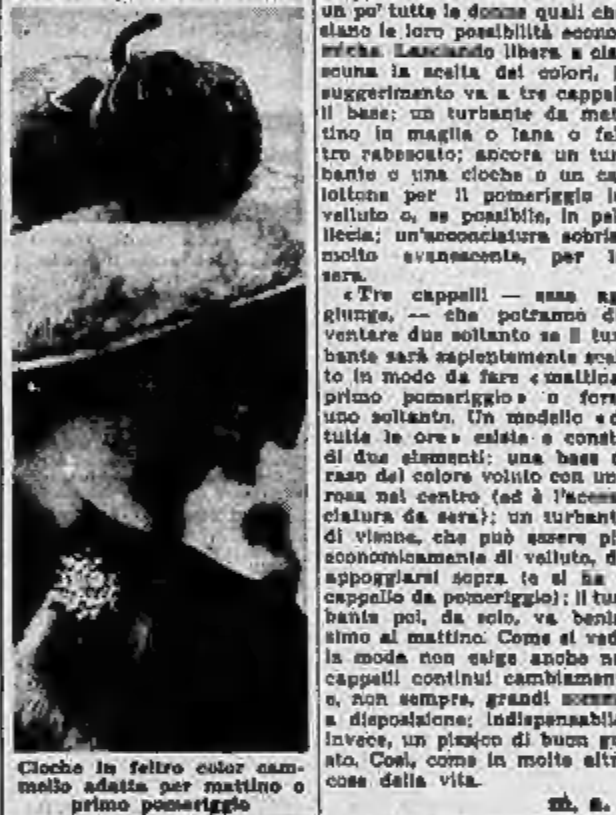 un po' tutte le donne quali che
siano le loro possibilità econo
miche. Lasciando libera a cia
scuna la scelta dei colori,
suggerimento va a tre cappel
li base: un turbante da mat
tino in maglia o lana o fel
tro rabescato; ancora un tur
bante o una cloche o un ca
lottone per il pomeriggio in
velluto o, se possibile, in pel
liccia; un'acconciatura sobria
molto evanescente, per la
sera.
«Tre cappelli — essa ag
giunge, — che potranno di
ventare due soltanto se il tur
bante sarà sapientemente scel
to in modo da fare «mattino
primo pomeriggio» o fors
uno soltanto. Un modello «di
tutte le ore» esiste e consta
di due elementi: una base di
raso del colore voluto con una
rosa nel centro (ed è l'accon
ciatura da sera); un turbante
di visone, che può essere più
economicamente di velluto, da
appoggiarsi sopra (e si ha il
cappello da pomeriggio); il tur
bante poi, da solo, va benis
simo al mattino. Come si vede
la moda non esige anche nei
cappelli continui cambiamen
e, non sempre, grandi somme
a disposizione; indispensabile
invece, un pizzico di buon gu
sto. Così, come in molte altre
cose della vita.
m. s.
Cloche in feltro color cam-
mello adatta per mattino o
primo pomeriggio